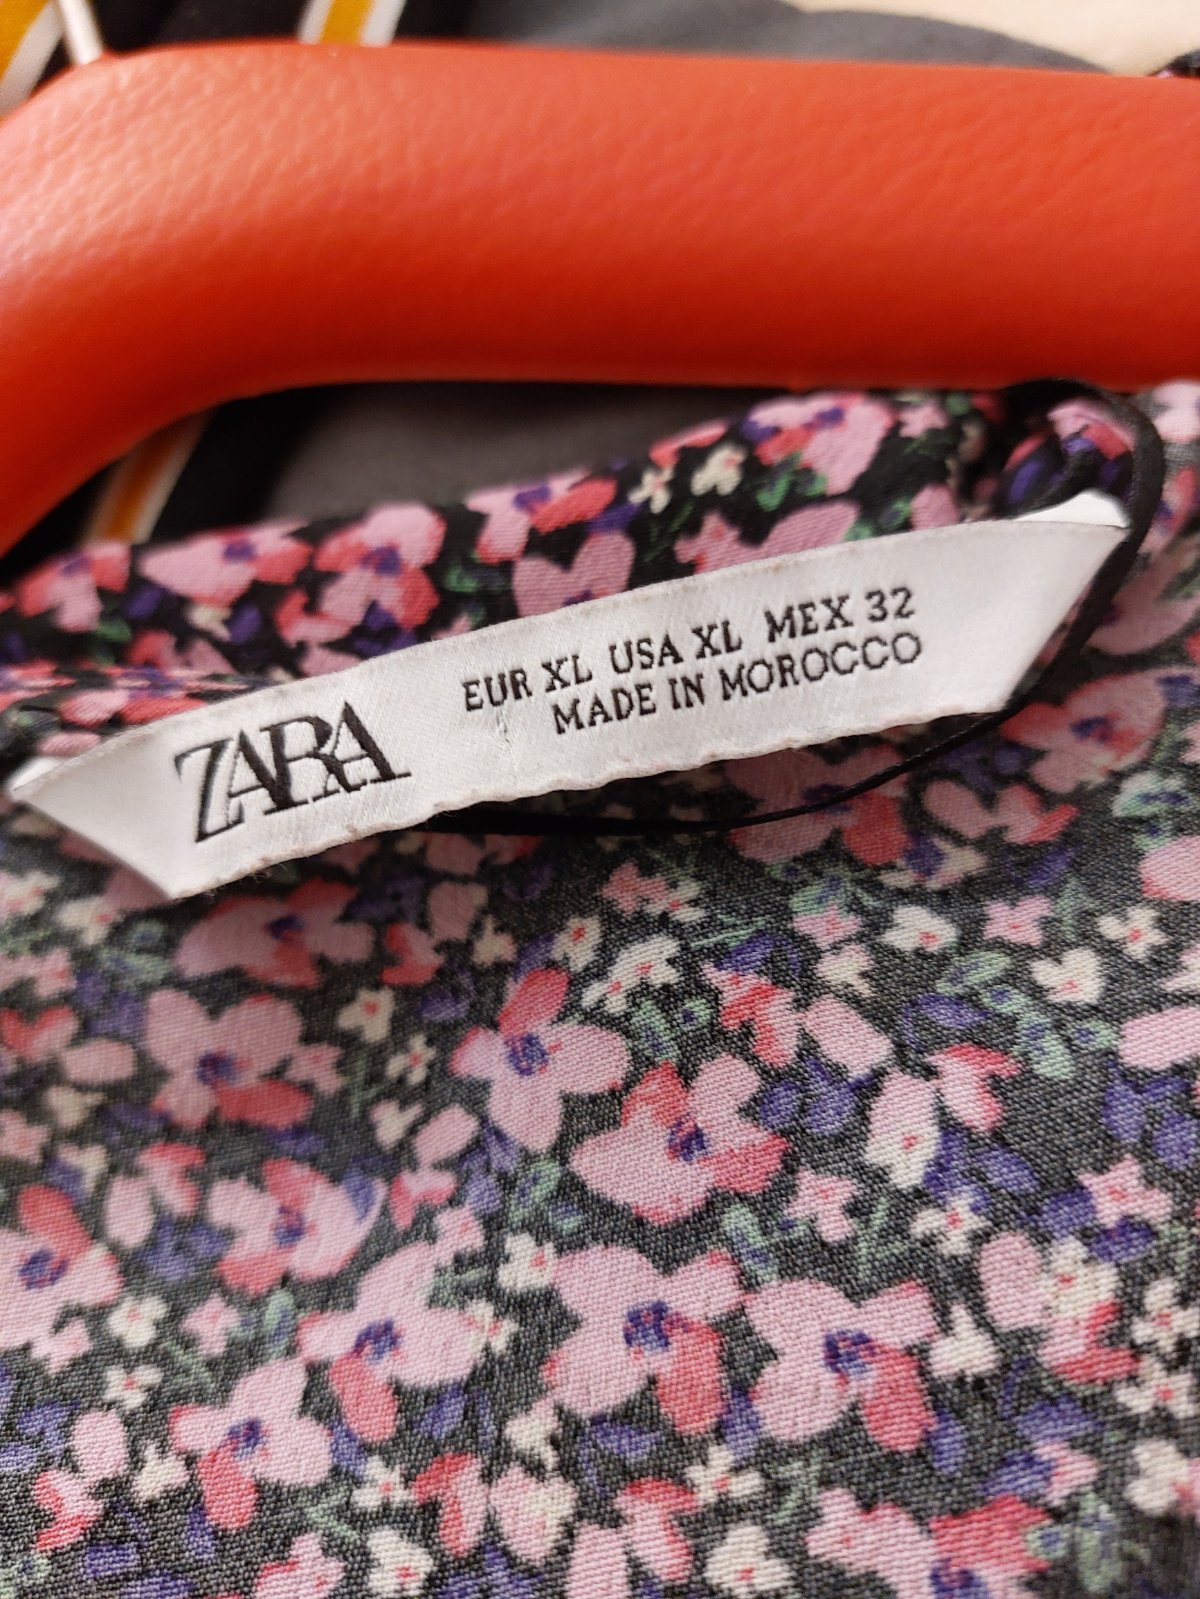 ZARA
EUR XL USA XL MEX 32
MADE IN MOROCCO